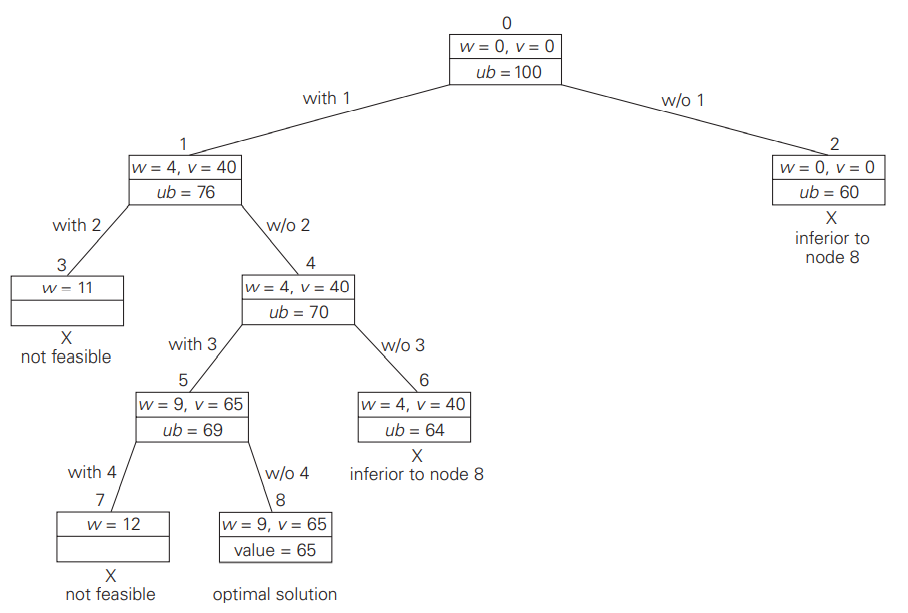 0
w = 0, v = 0
ub = 100
with 1
w/o 1
1
w = 4, v = 40
ub = 76
2
w = 0, v = 0
ub = 60
X
inferior to
node 8
with 2
w/o 2
3
w = 11
X
not feasible
4
w = 4, v = 40
ub = 70
with 3
w/o 3
5
w = 9, v = 65
ub = 69
6
w = 4, v = 40
ub = 64
X
inferior to node 8
with 4
w/o 4
7
w = 12
X
not feasible
8
w = 9, v = 65
value = 65
optimal solution